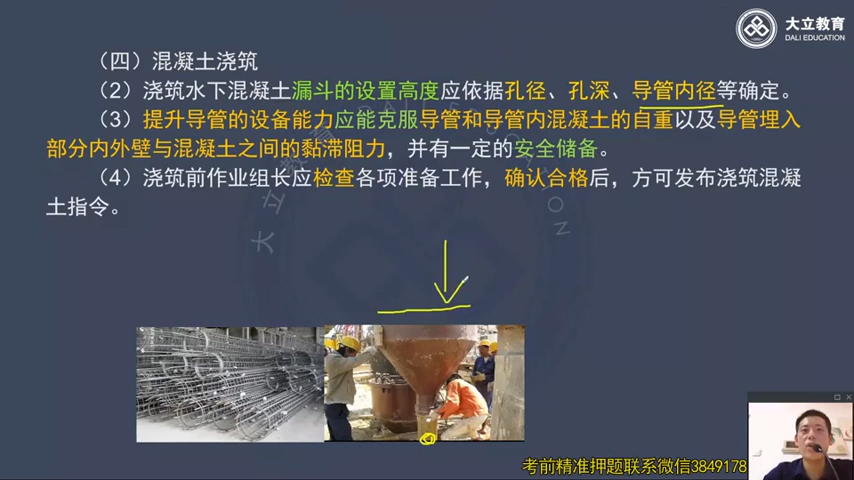 大立教育
DALI EDUCATION
（四）混凝土浇筑
（2）浇筑水下混凝土漏斗的设置高度应依据孔径、孔深、导管内径等确定。
（3）提升导管的设备能力应能克服导管和导管内混凝土的自重以及导管埋入
部分内外壁与混凝土之间的黏滞阻力，并有一定的安全储备。
（4）浇筑前作业组长应检查各项准备工作，确认合格后，方可发布浇筑混凝
土指令。
考前精准押题联系微信3849178